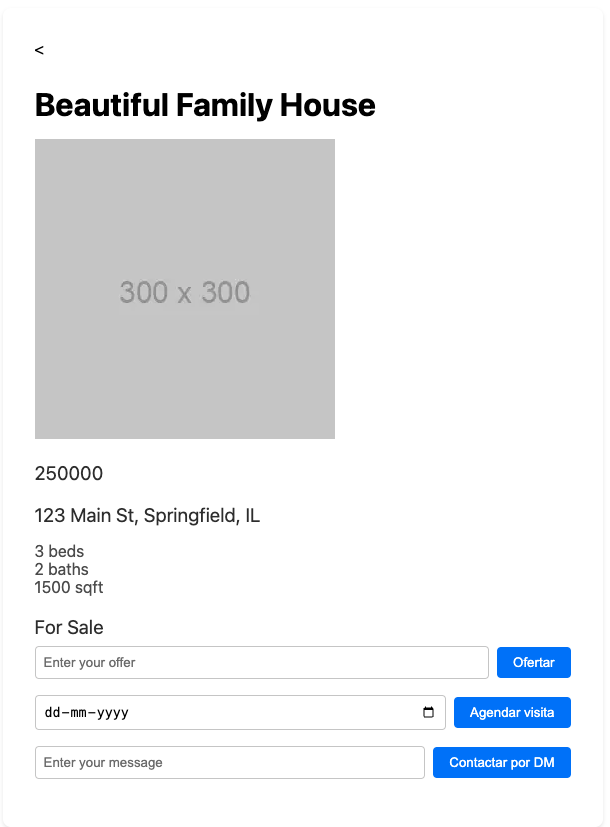 <
Beautiful Family House
300 x 300
250000
123 Main St, Springfield, IL
3 beds
2 baths
1500 sqft
For Sale
Enter your offer Ofertar
dd-mm-yyyy Agendar visita
Enter your message Contactar por DM